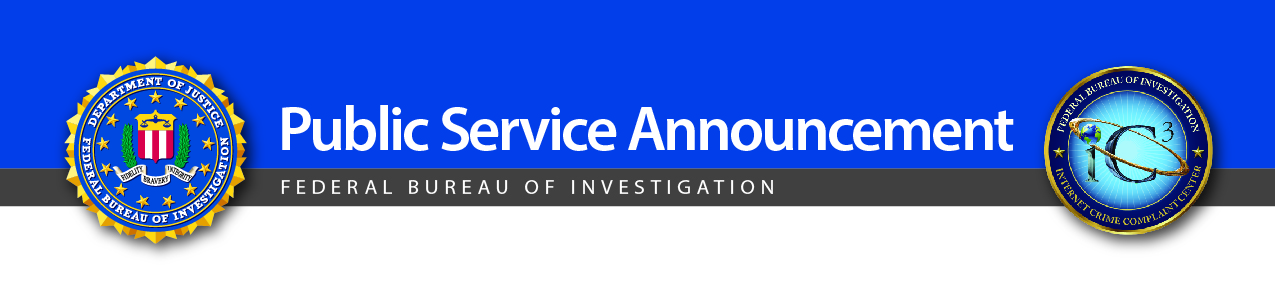 DEPARTMENT OF JUSTICE
FEDERAL BUREAU OF INVESTIGATION
FIDELITY BRAVERY INTEGRITY
Public Service Announcement
FEDERAL BUREAU OF INVESTIGATION
FEDERAL BUREAU OF INVESTIGATION
iC3
INTERNET CRIME COMPLAINT CENTER